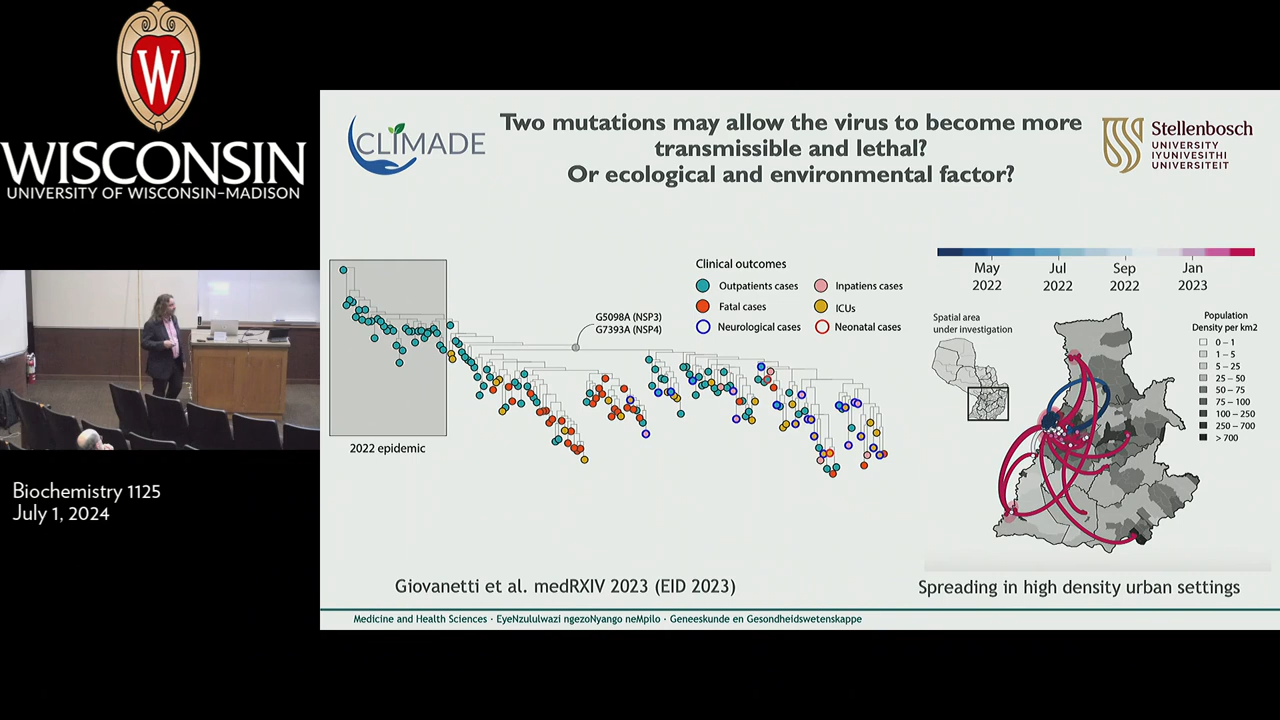 W
WISCONSIN
UNIVERSITY OF WISCONSIN–MADISON
Biochemistry 1125
July 1, 2024
CLIMADE
Two mutations may allow the virus to become more
transmissible and lethal?
Or ecological and environmental factor?
Stellenbosch
UNIVERSITY
IYUNIVESITHI
UNIVERSITEIT
2022 epidemic
G5098A (NSP3)
G7393A (NSP4)
Clinical outcomes
Outpatients cases
Inpatiens cases
Fatal cases
ICUs
Neurological cases
Neonatal cases
May
2022
Jul
2022
Sep
2022
Jan
2023
Spatial area
under investigation
Population
Density per km2
0 – 1
1 – 5
5 – 25
25 – 50
50 – 75
75 – 100
100 – 250
250 – 700
> 700
Giovanetti et al. medRXIV 2023 (EID 2023)
Spreading in high density urban settings
Medicine and Health Sciences · EyeNzululwazi ngezoNyango neMpilo · Geneeskunde en Gesondheidswetenskappe